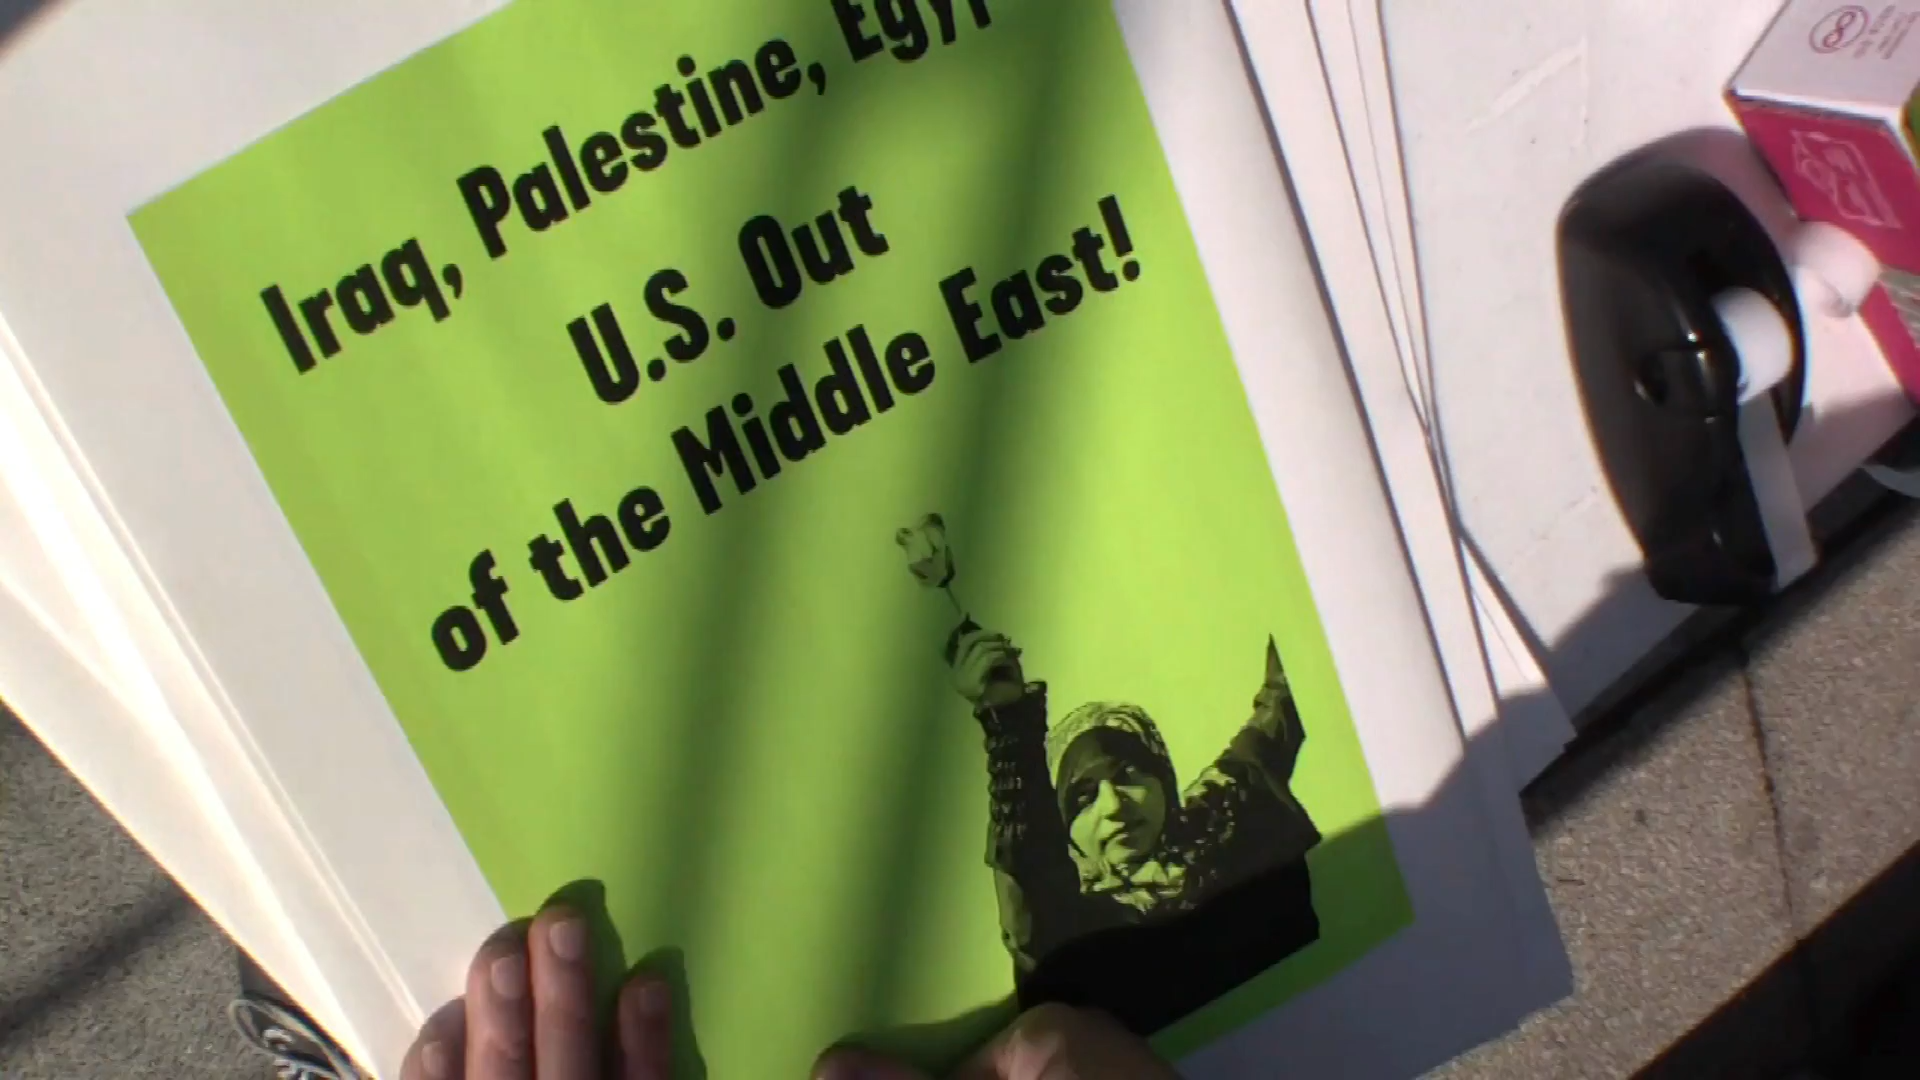 Iraq, Palestine,
U.S. Out
of the Middle East!